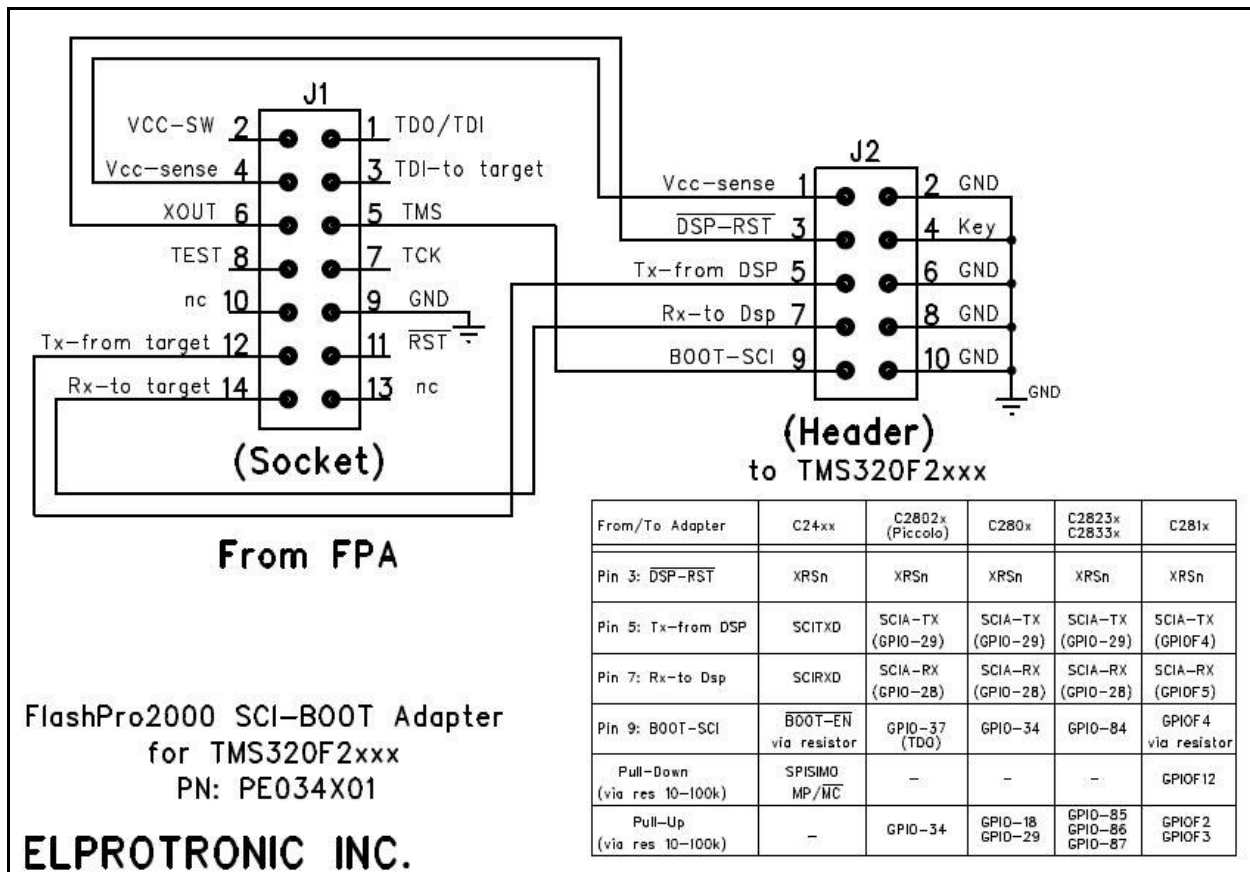 J1
VCC-SW 2 1 TDO/TDI
Vcc-sense 4 3 TDI-to target
XOUT 6 5 TMS
TEST 8 7 TCK
nc 10 9 GND
Tx-from target 12 11 RST
Rx-to target 14 13 nc
(Socket)
From FPA
J2
Vcc-sense 1 2 GND
DSP-RST 3 4 Key
Tx-from DSP 5 6 GND
Rx-to Dsp 7 8 GND
BOOT-SCI 9 10 GND
GND
(Header)
to TMS320F2xxx
From/To Adapter C24xx C2802x (Piccolo) C280x C2823x C2833x C281x
Pin 3: DSP-RST XRSn XRSn XRSn XRSn XRSn
Pin 5: Tx-from DSP SCITXD SCIA-TX (GPIO-29) SCIA-TX (GPIO-29) SCIA-TX (GPIO-29) SCIA-TX (GPIOF4)
Pin 7: Rx-to Dsp SCIRXD SCIA-RX (GPIO-28) SCIA-RX (GPIO-28) SCIA-RX (GPIO-28) SCIA-RX (GPIOF5)
Pin 9: BOOT-SCI BOOT-EN via resistor GPIO-37 (TDO) GPIO-34 GPIO-84 GPIOF4 via resistor
Pull-Down (via res 10-100k) SPISIMO MP/MC - - - GPIOF12
Pull-Up (via res 10-100k) - GPIO-34 GPIO-18 GPIO-29 GPIO-85 GPIO-86 GPIO-87 GPIOF2 GPIOF3
FlashPro2000 SCI-BOOT Adapter
for TMS320F2xxx
PN: PE034X01
ELPROTRONIC INC.